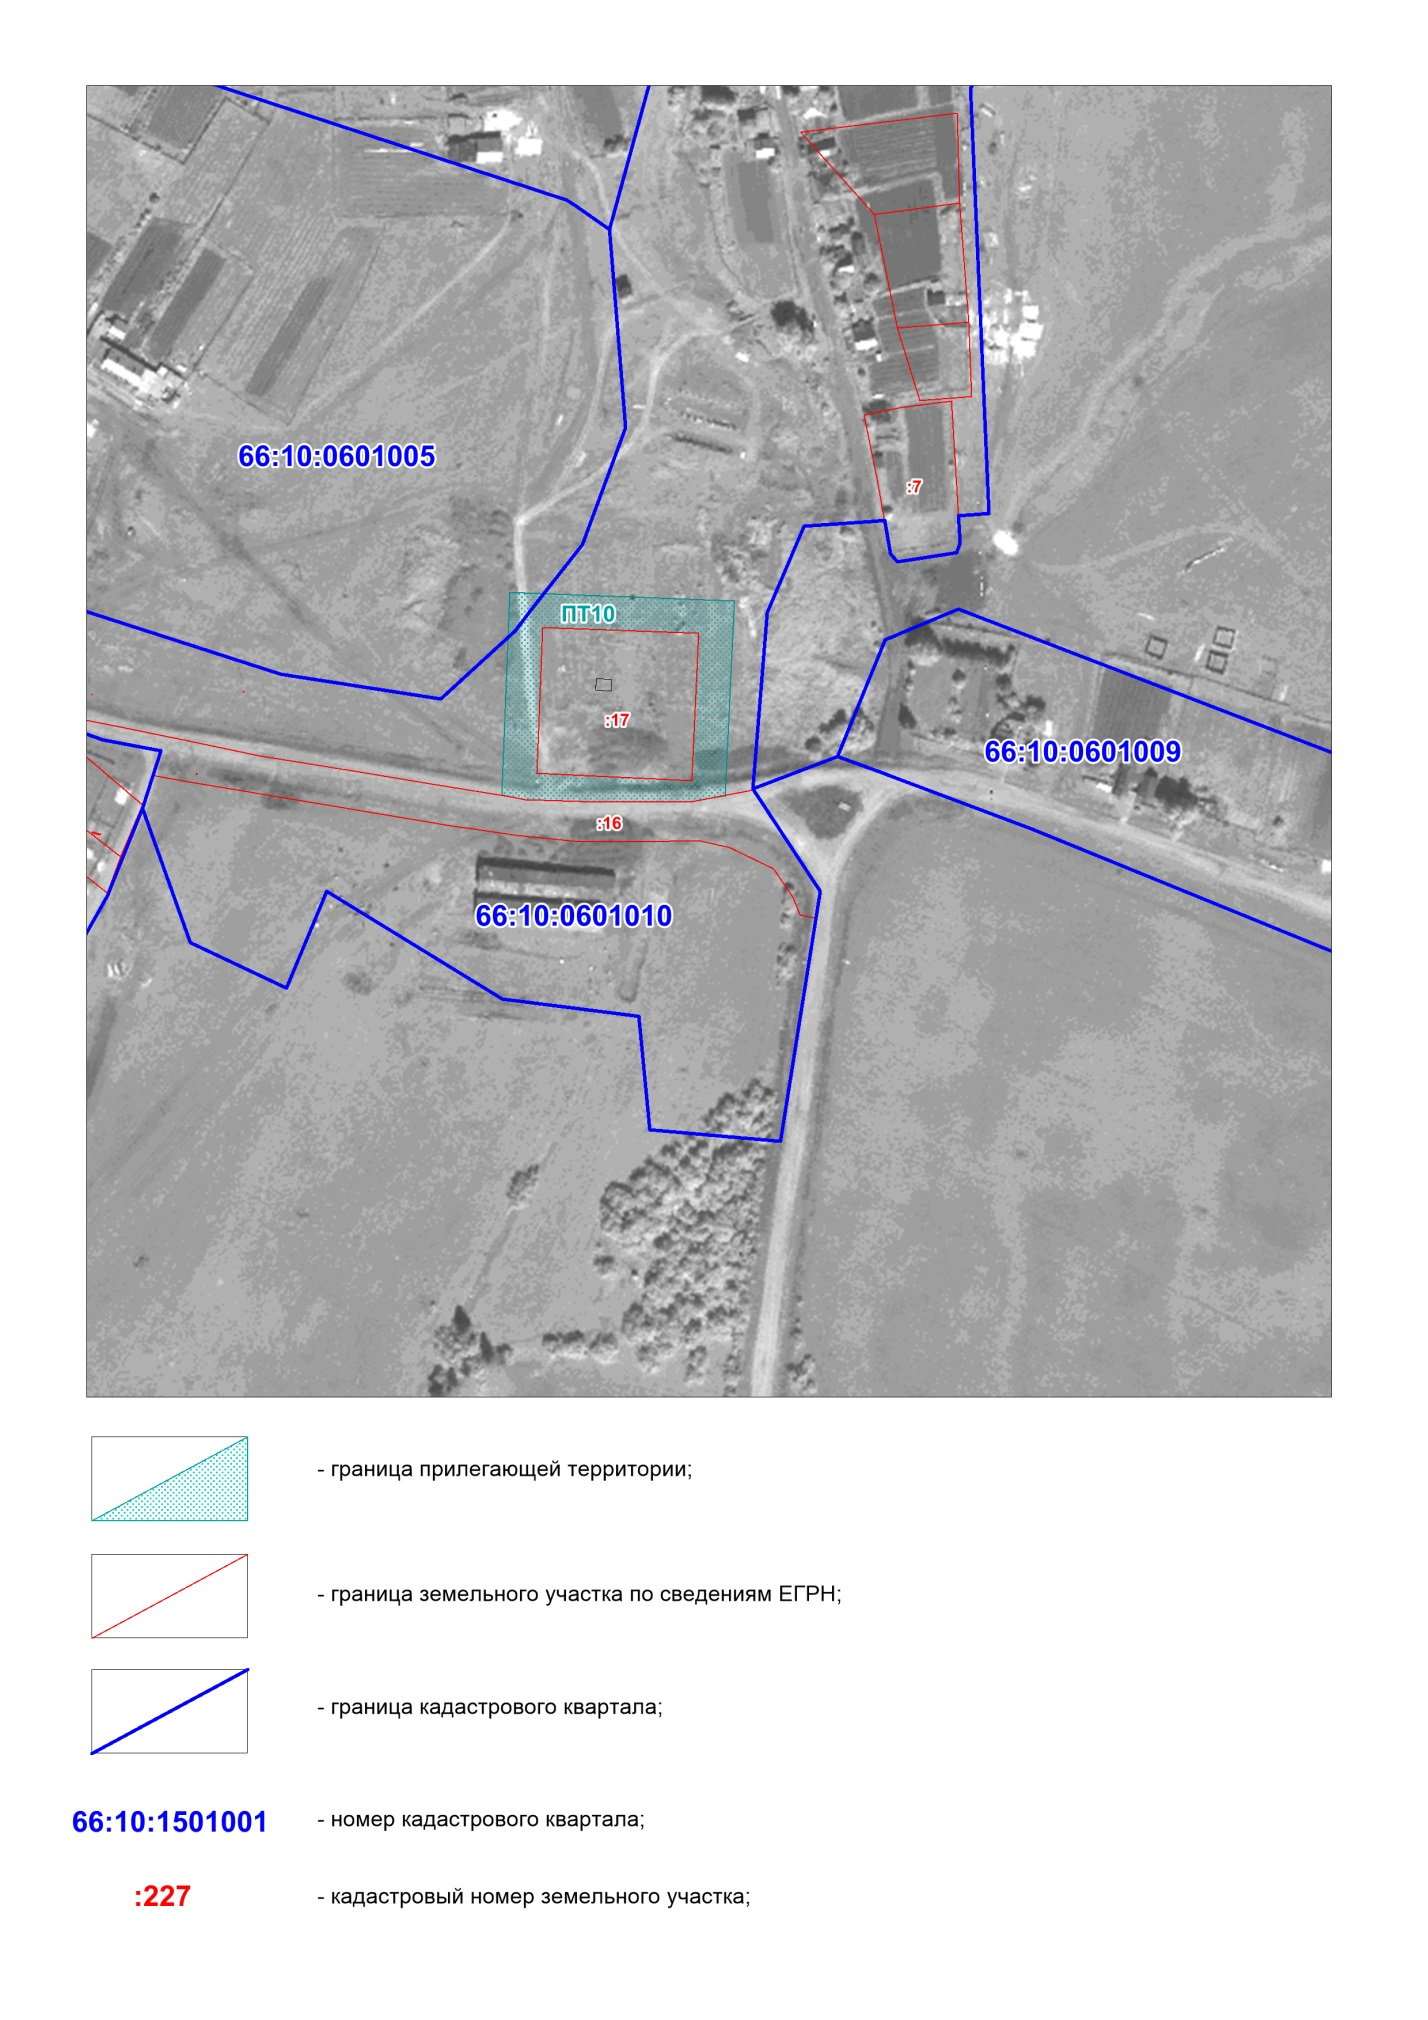 66:10:0601005
:7
ПТ10
:17
66:10:0601009
:16
66:10:0601010
- граница прилегающей территории;
- граница земельного участка по сведениям ЕГРН;
- граница кадастрового квартала;
66:10:1501001 - номер кадастрового квартала;
:227 - кадастровый номер земельного участка;